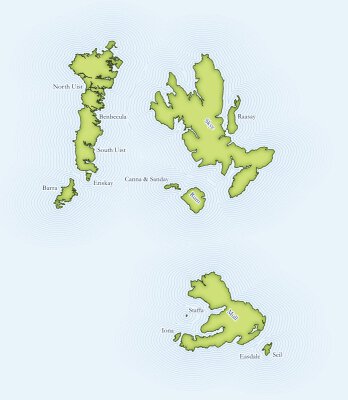 North Uist
Benbecula
Raasay
Skye
South Uist
Canna & Sanday
Eriskay
Barra
Rum
Staffa
Mull
Iona
Easdale
Seil